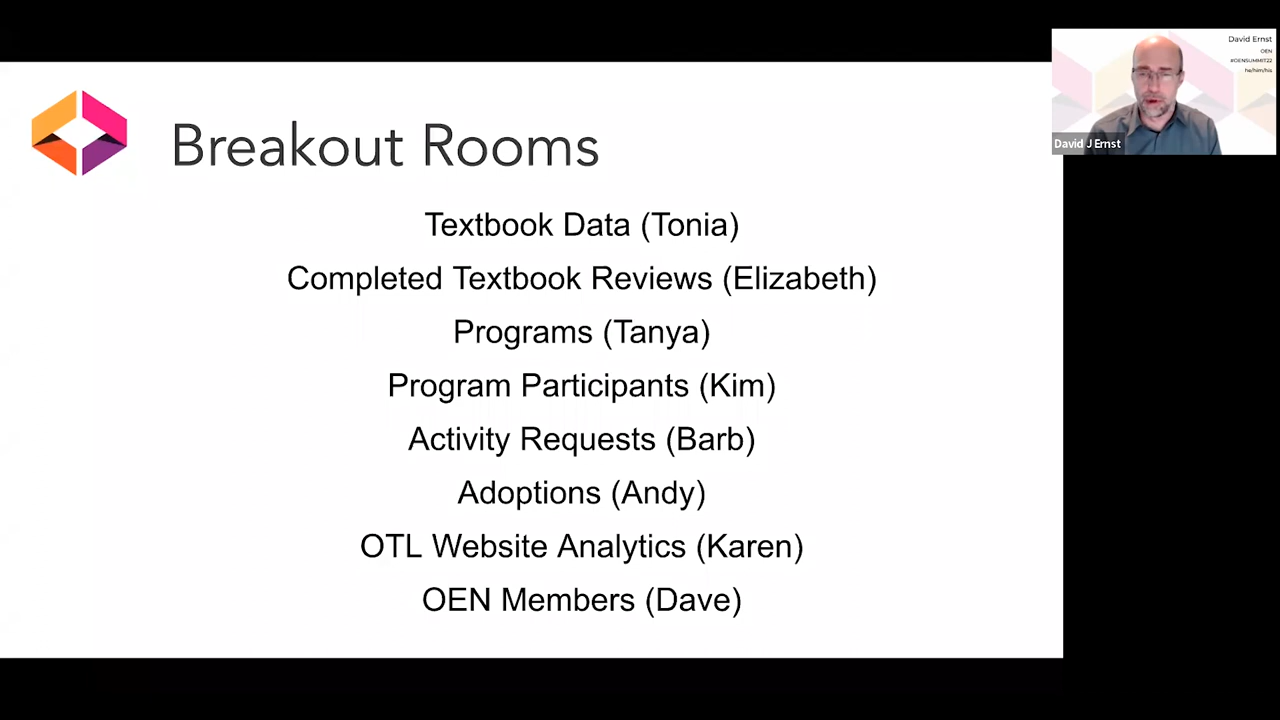 Breakout Rooms
Textbook Data (Tonia)
Completed Textbook Reviews (Elizabeth)
Programs (Tanya)
Program Participants (Kim)
Activity Requests (Barb)
Adoptions (Andy)
OTL Website Analytics (Karen)
OEN Members (Dave)
David Ernst
OEN
#OENSUMMIT22
he/him/his
David J Ernst